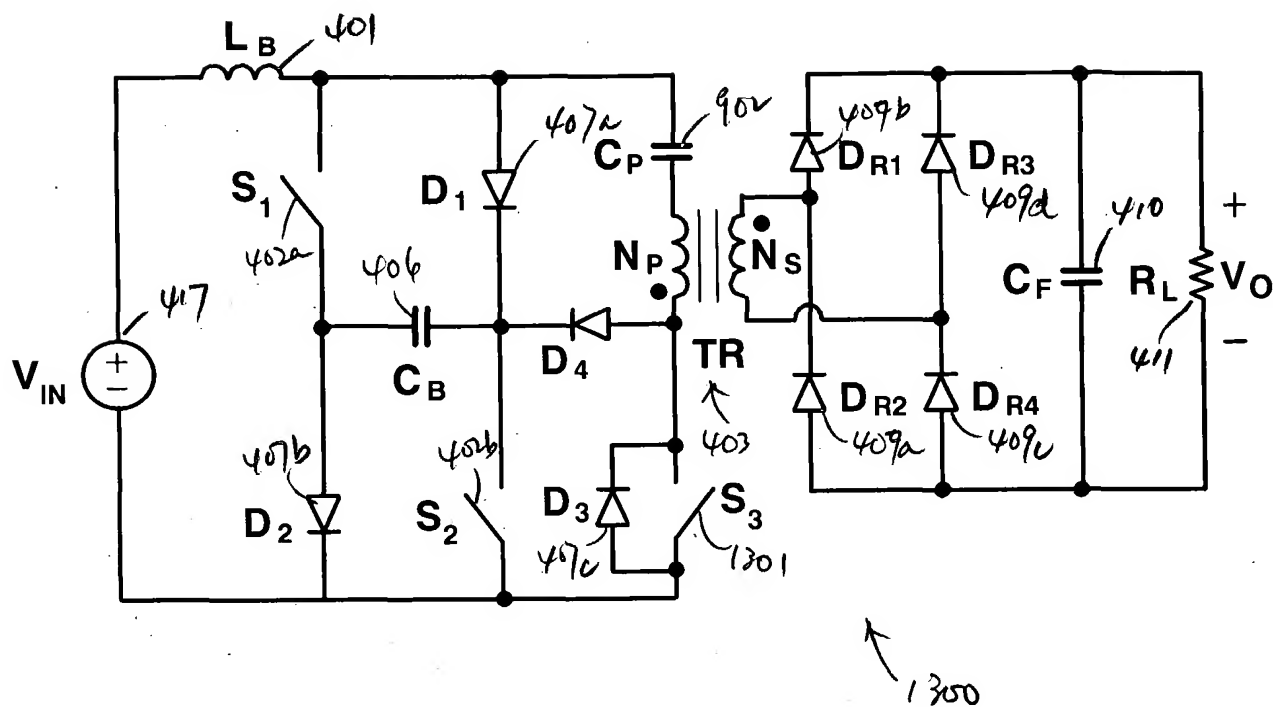 L B 401
902
407a
409b
C P
D R1
D R3
S 1
D 1
409d
+
410
402a
406
N P
N S
417
C F
R L
V O
+
-
V IN
C B
D 4
TR
411
-
403
D R2
D R4
409a
409c
407b
402b
D 2
S 2
D 3
S 3
407c
1301
1300